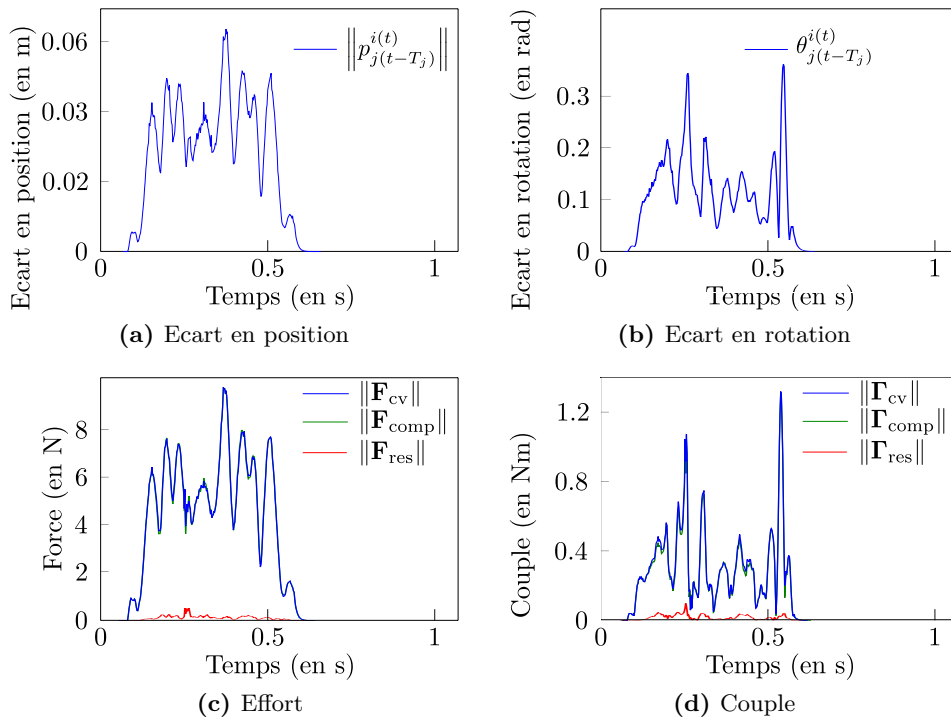 Ecart en position (en m)
0.06
0.03
0.02
0
0
0.5
1
Temps (en s)
‖p_{j(t−T_j)}^{i(t)}‖
(a) Ecart en position
Ecart en rotation (en rad)
0.3
0.2
0.1
0
0
0.5
1
Temps (en s)
θ_{j(t−T_j)}^{i(t)}
(b) Ecart en rotation
Force (en N)
8
6
4
2
0
0
0.5
1
Temps (en s)
‖F_cv‖
‖F_comp‖
‖F_res‖
(c) Effort
Couple (en Nm)
1.2
0.8
0.4
0
0
0.5
1
Temps (en s)
‖Γ_cv‖
‖Γ_comp‖
‖Γ_res‖
(d) Couple